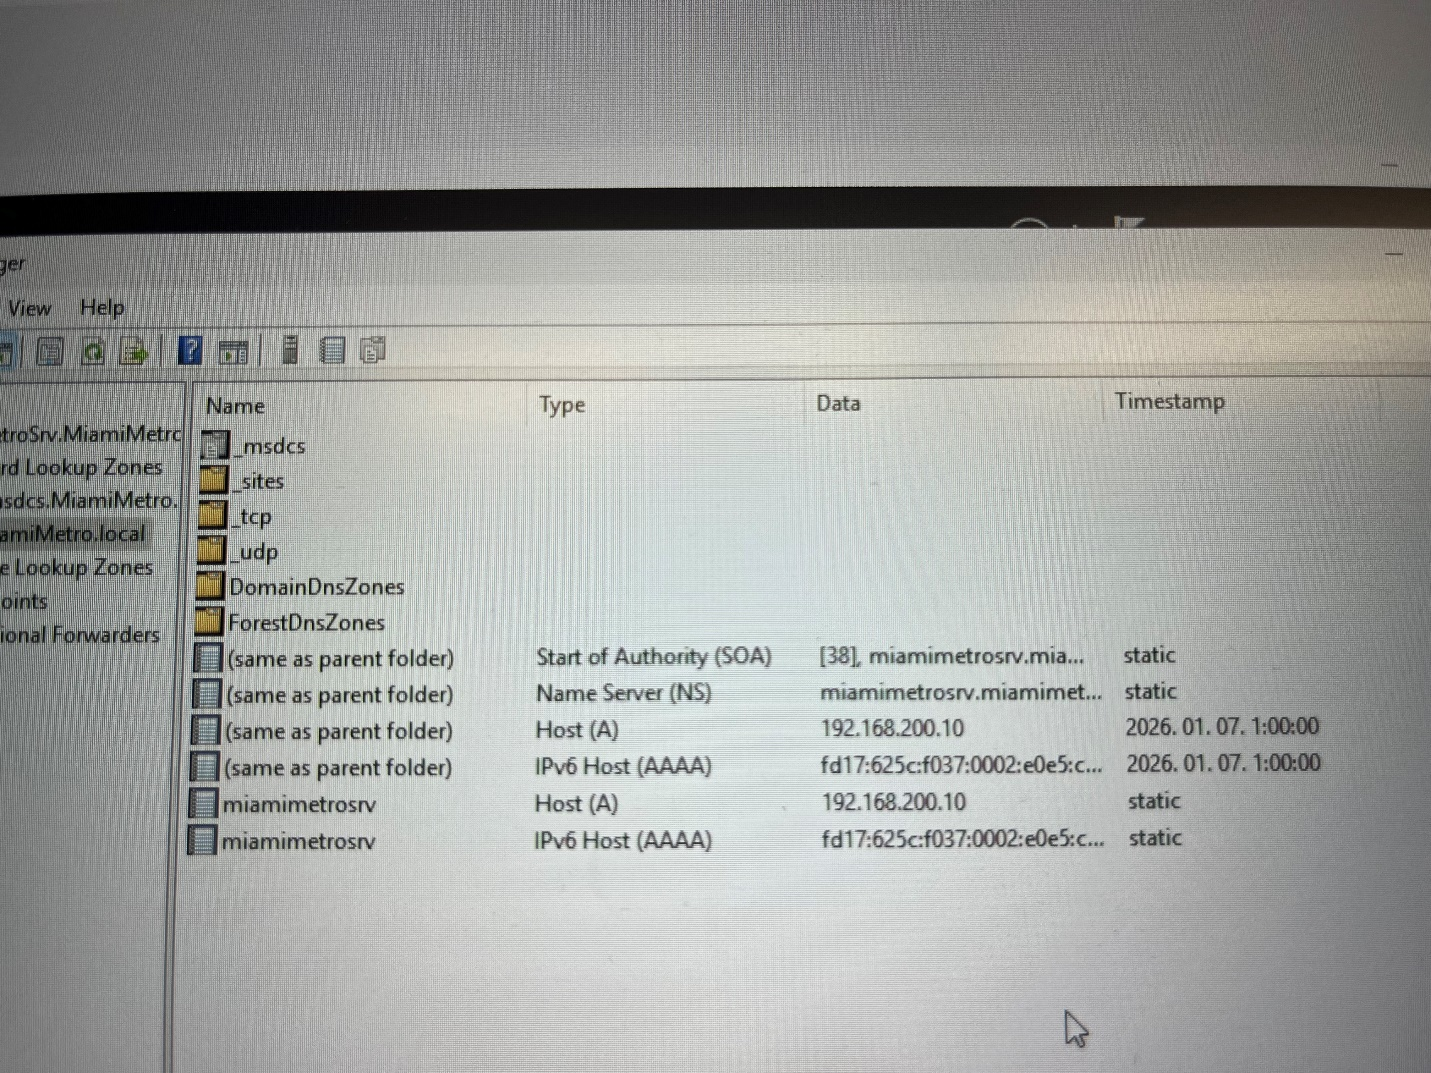 ger
View Help
Name Type Data Timestamp
troSrv.MiamiMetrc
rd Lookup Zones
sdcs.MiamiMetro.
amiMetro.local
e Lookup Zones
oints
ional Forwarders
_msdcs
_sites
_tcp
_udp
DomainDnsZones
ForestDnsZones
(same as parent folder) Start of Authority (SOA) [38], miamimetrosrv.mia... static
(same as parent folder) Name Server (NS) miamimetrosrv.miamimet... static
(same as parent folder) Host (A) 192.168.200.10 2026. 01. 07. 1:00:00
(same as parent folder) IPv6 Host (AAAA) fd17:625c:f037:0002:e0e5:c... 2026. 01. 07. 1:00:00
miamimetrosrv Host (A) 192.168.200.10 static
miamimetrosrv IPv6 Host (AAAA) fd17:625c:f037:0002:e0e5:c... static